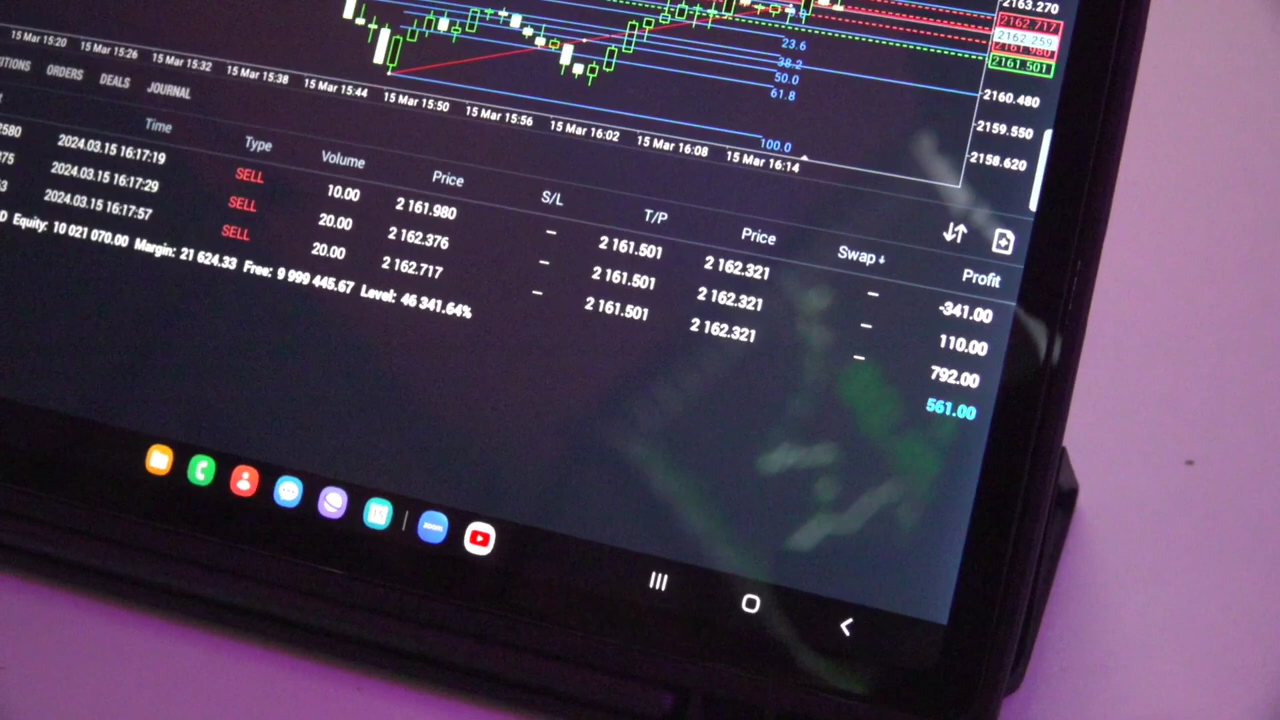 2163.270
2162.717
2162.259
2161.980
2161.501
23.6
38.2
50.0
61.8
100.0
2160.480
2159.550
2158.620
15 Mar 15:20 15 Mar 15:26 15 Mar 15:32 15 Mar 15:38 15 Mar 15:44 15 Mar 15:50 15 Mar 15:56 15 Mar 16:02 15 Mar 16:08 15 Mar 16:14
ITIONS ORDERS DEALS JOURNAL
Time Type Volume Price S/L T/P Price Swap↓ Profit
2580 2024.03.15 16:17:19 SELL 10.00 2 161.980 – 2 161.501 2 162.321 – -341.00
375 2024.03.15 16:17:29 SELL 20.00 2 162.376 – 2 161.501 2 162.321 – 110.00
3 2024.03.15 16:17:57 SELL 20.00 2 162.717 – 2 161.501 2 162.321 – 792.00
D Equity: 10 021 070.00 Margin: 21 624.33 Free: 9 999 445.67 Level: 46 341.64% 561.00
zoom